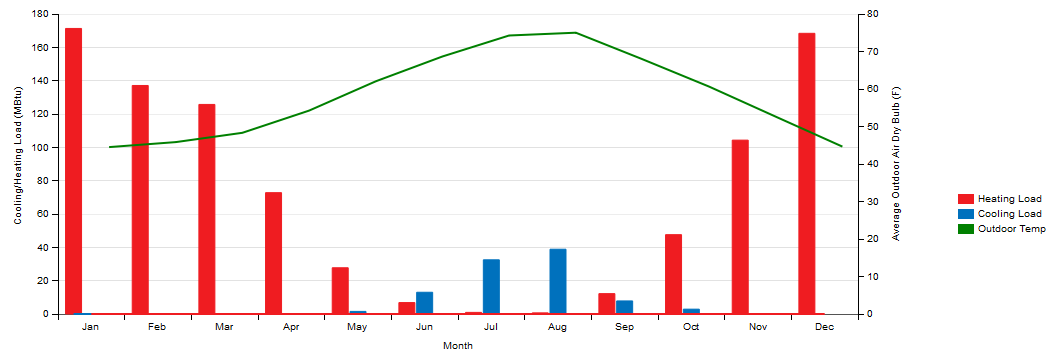 180
160
140
120
100
80
60
40
20
0
Cooling/Heating Load (MBtu)
80
70
60
50
40
30
20
10
0
Average Outdoor Air Dry Bulb (F)
Jan Feb Mar Apr May Jun Jul Aug Sep Oct Nov Dec
Month
Heating Load
Cooling Load
Outdoor Temp